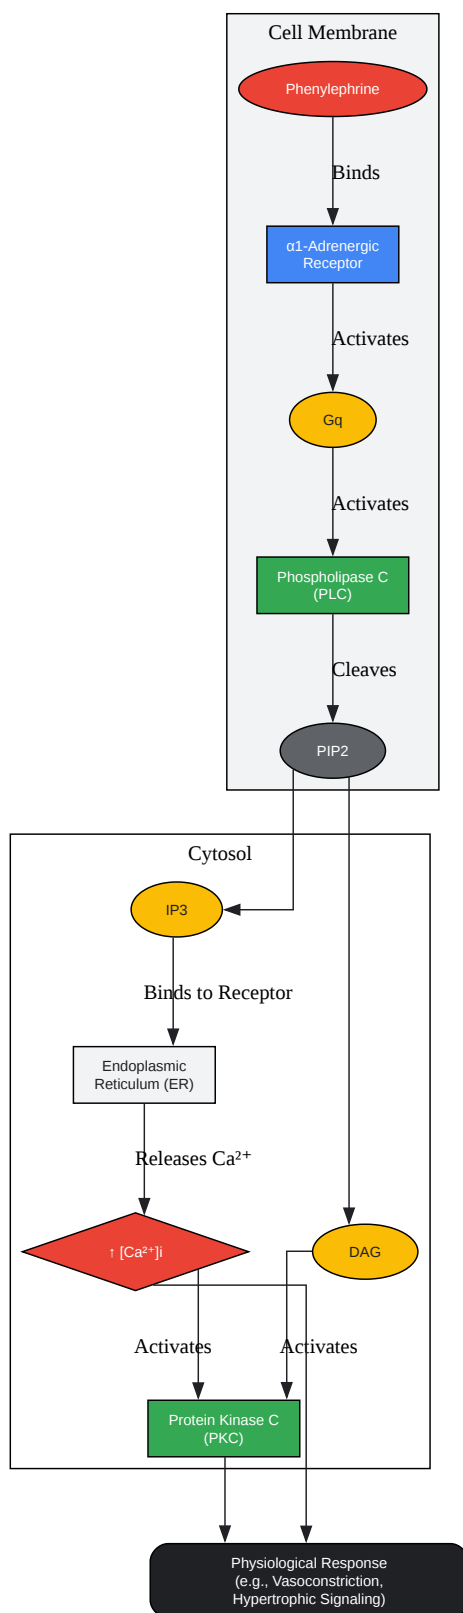 Cell Membrane
Phenylephrine
Binds
α1-Adrenergic
Receptor
Activates
Gq
Activates
Phospholipase C
(PLC)
Cleaves
PIP2
Cytosol
IP3
Binds to Receptor
Endoplasmic
Reticulum (ER)
Releases Ca²⁺
↑ [Ca²⁺]i
DAG
Activates
Activates
Protein Kinase C
(PKC)
Physiological Response
(e.g., Vasoconstriction,
Hypertrophic Signaling)